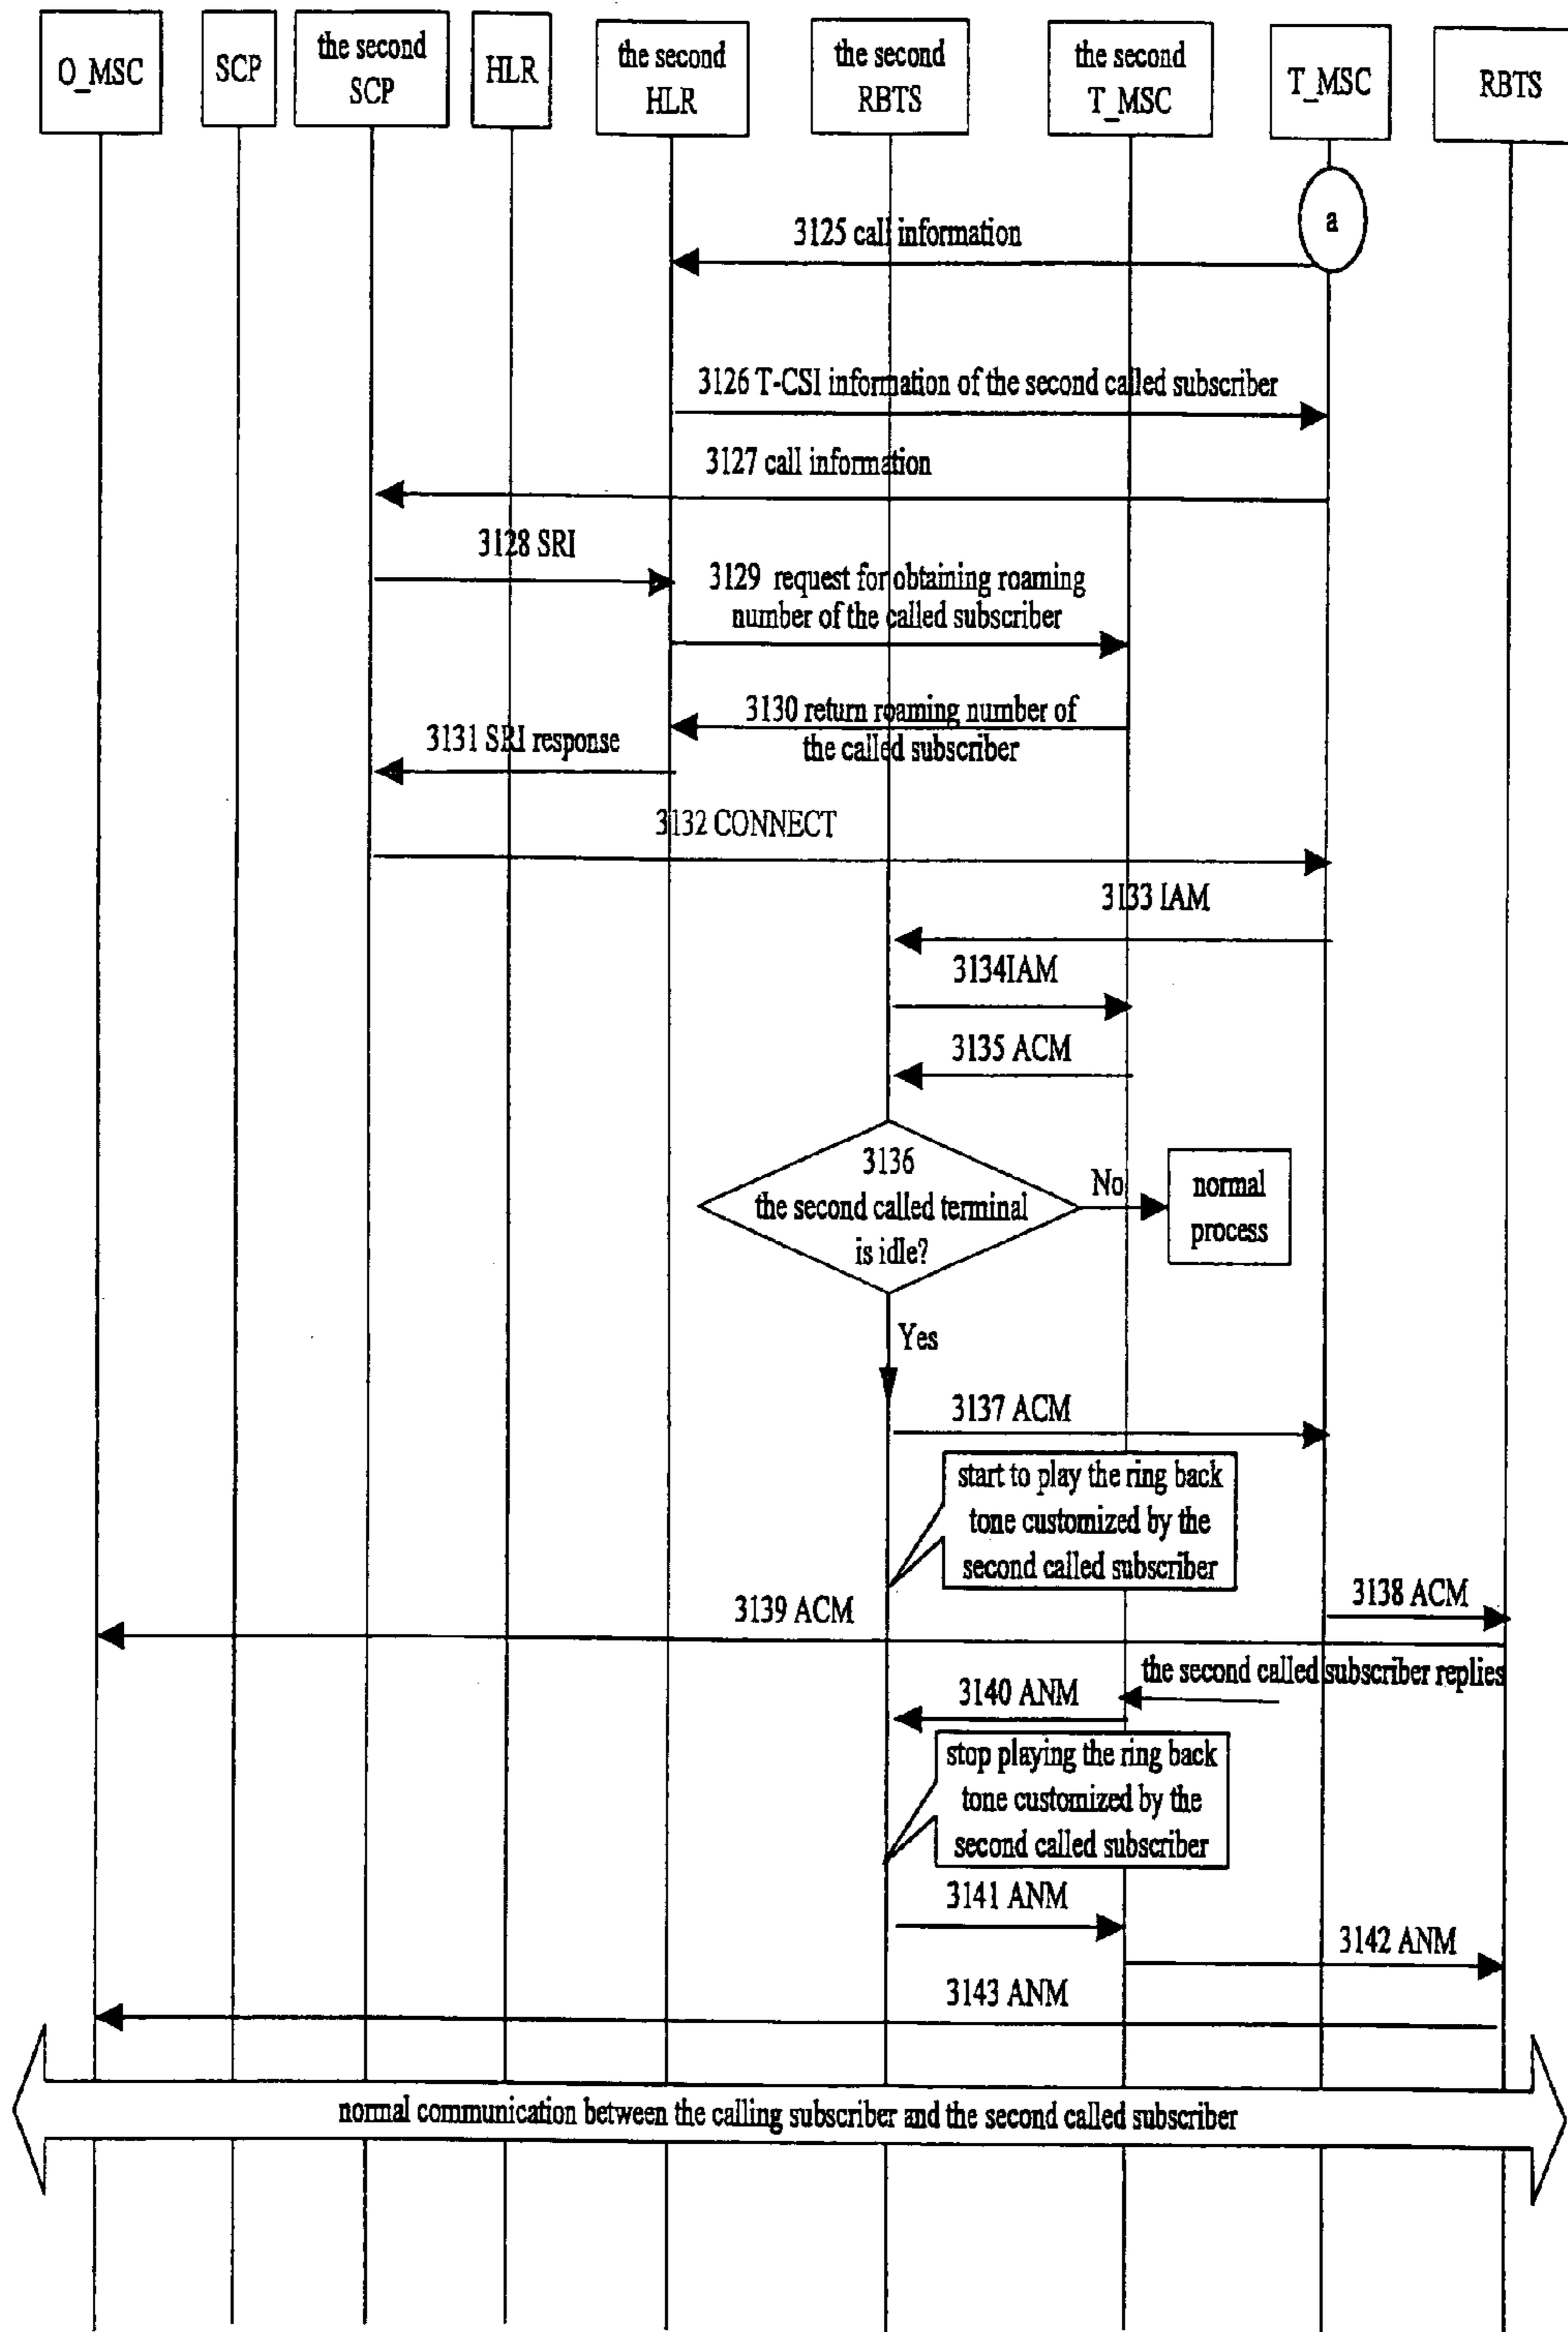 O_MSC
SCP
the second
SCP
HLR
the second
HLR
the second
RBTS
the second
T_MSC
T_MSC
RBTS
a
3125 call information
3126 T-CSI information of the second called subscriber
3127 call information
3128 SRI
3129 request for obtaining roaming
number of the called subscriber
3130 return roaming number of
the called subscriber
3131 SRI response
3132 CONNECT
3133 IAM
3134IAM
3135 ACM
3136
the second called terminal
is idle?
No
normal
process
Yes
3137 ACM
start to play the ring back
tone customized by the
second called subscriber
3138 ACM
3139 ACM
the second called subscriber replies
3140 ANM
stop playing the ring back
tone customized by the
second called subscriber
3141 ANM
3142 ANM
3143 ANM
normal communication between the calling subscriber and the second called subscriber